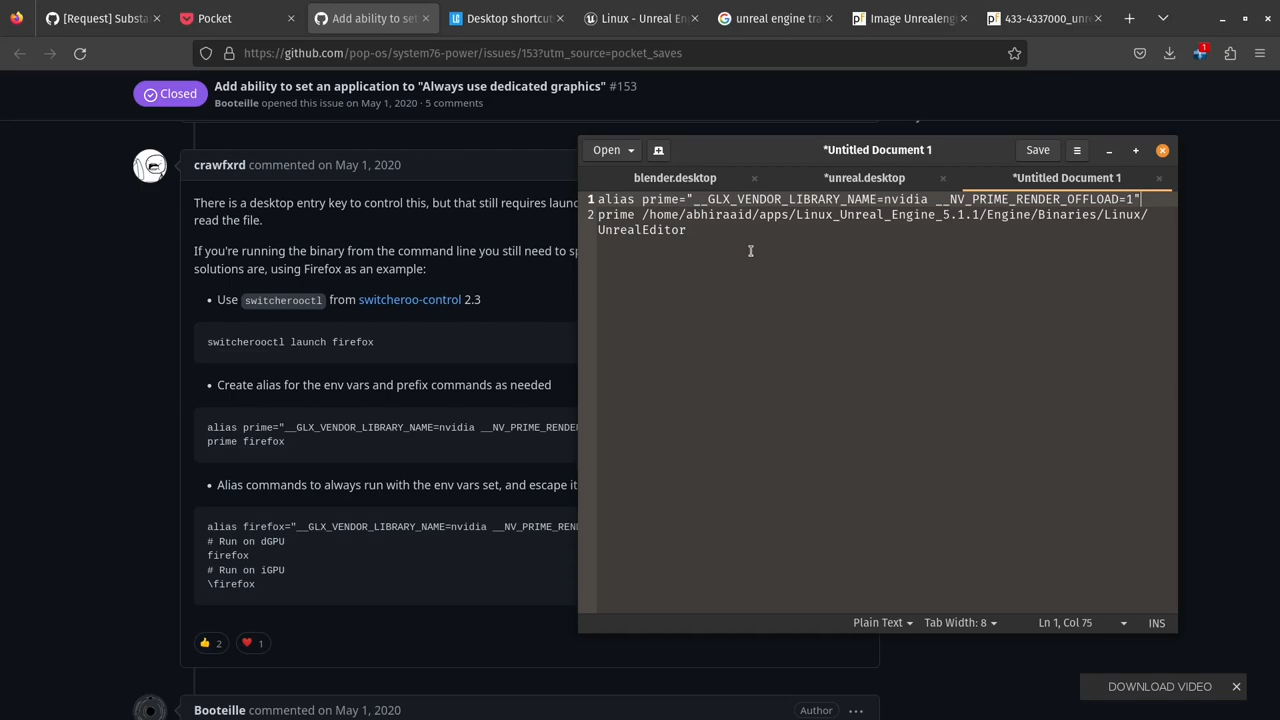 [Request] Substa
Pocket
Add ability to set
Desktop shortcut
Linux - Unreal En
unreal engine tra
Image Unrealeng
433-4337000_unre
https://github.com/pop-os/system76-power/issues/153?utm_source=pocket_saves
1
Closed
Add ability to set an application to "Always use dedicated graphics" #153
Booteille opened this issue on May 1, 2020 · 5 comments
crawfxrd commented on May 1, 2020
There is a desktop entry key to control this, but that still requires launc
read the file.
If you're running the binary from the command line you still need to sp
solutions are, using Firefox as an example:
• Use switcherooctl from switcheroo-control 2.3
switcherooctl launch firefox
• Create alias for the env vars and prefix commands as needed
alias prime="__GLX_VENDOR_LIBRARY_NAME=nvidia __NV_PRIME_RENDE
prime firefox
• Alias commands to always run with the env vars set, and escape it
alias firefox="__GLX_VENDOR_LIBRARY_NAME=nvidia __NV_PRIME_REND
# Run on dGPU
firefox
# Run on iGPU
\firefox
👍 2
❤️ 1
Booteille commented on May 1, 2020
Author
Open
*Untitled Document 1
Save
blender.desktop
*unreal.desktop
*Untitled Document 1
1 alias prime="__GLX_VENDOR_LIBRARY_NAME=nvidia __NV_PRIME_RENDER_OFFLOAD=1"
2 prime /home/abhiraaid/apps/Linux_Unreal_Engine_5.1.1/Engine/Binaries/Linux/
UnrealEditor
Plain Text
Tab Width: 8
Ln 1, Col 75
INS
DOWNLOAD VIDEO